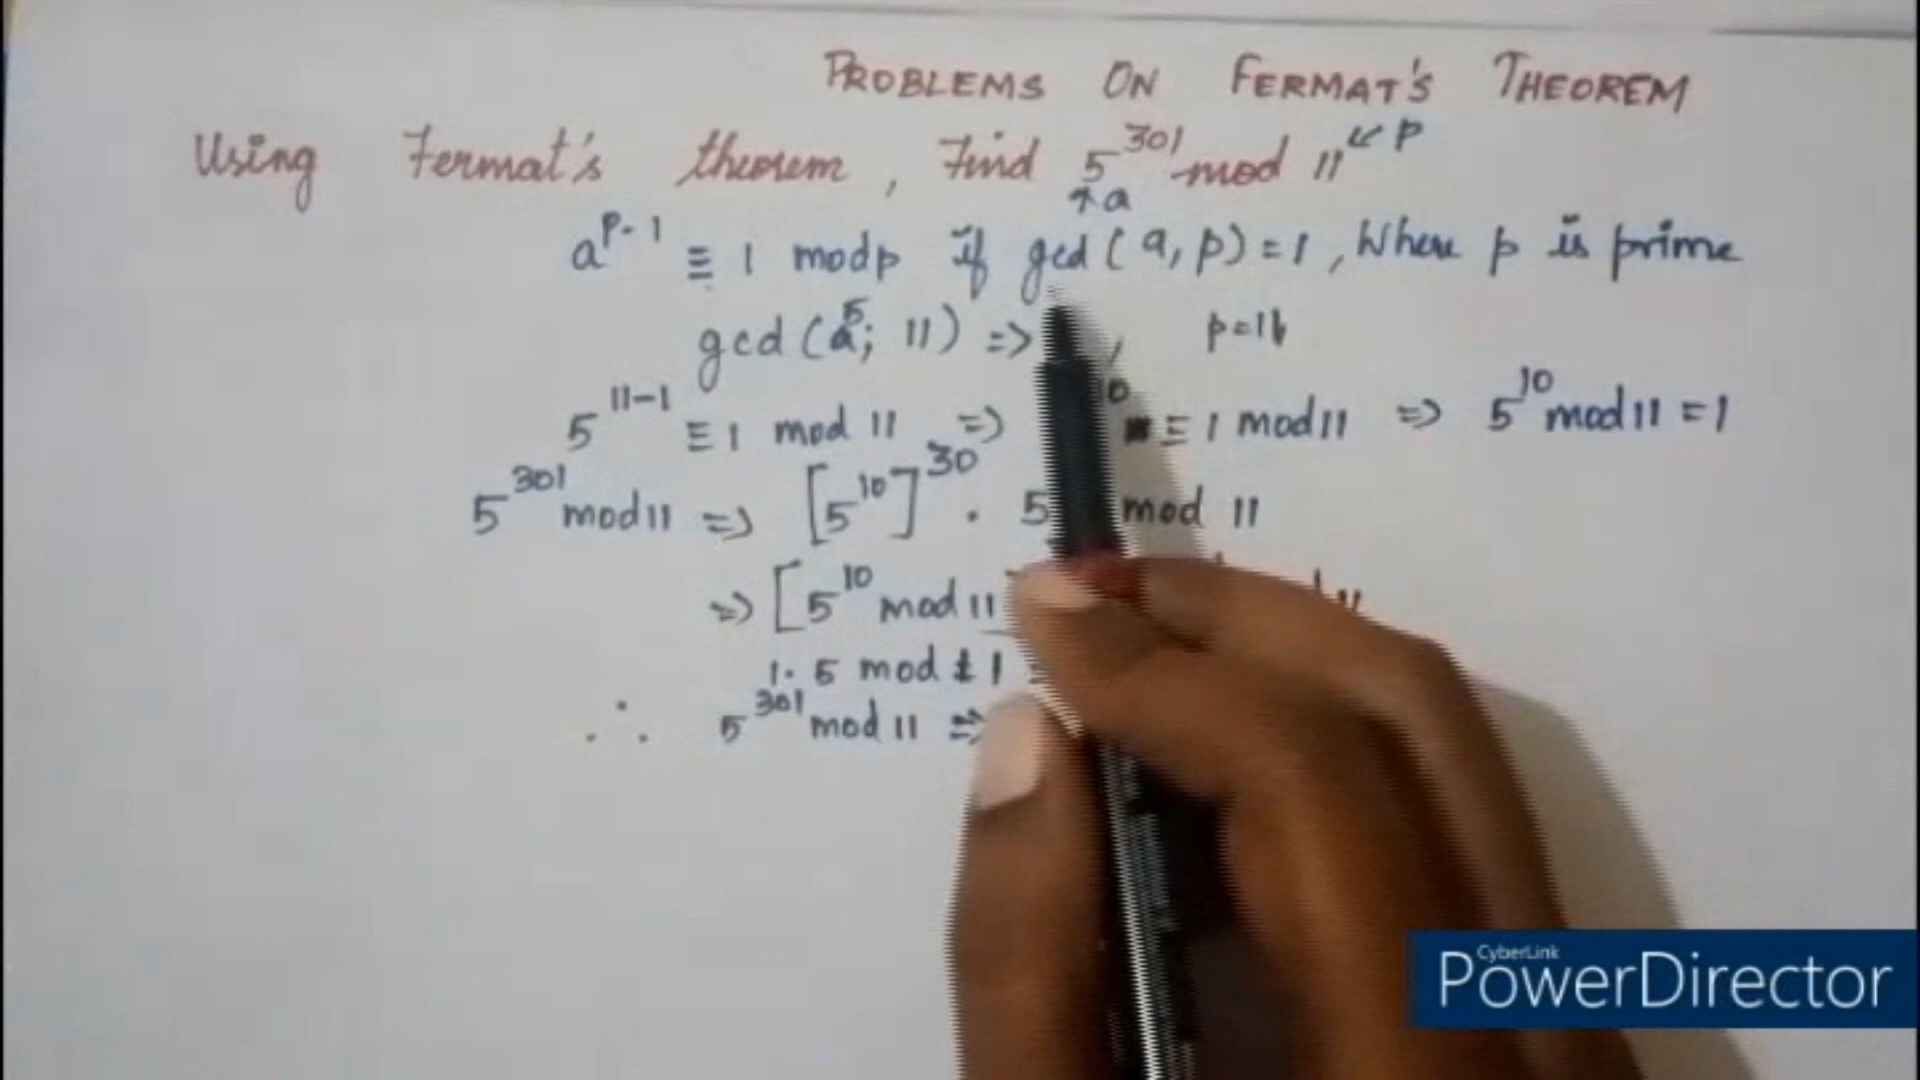 PROBLEMS ON FERMAT'S THEOREM
Using Fermat's theorem, Find 5^301 mod 11 ↙ p
↑ a
a^p-1 ≡ 1 mod p if gcd (a, p) = 1, Where p is prime
gcd (5, 11) => p = 11
5^11-1 ≡ 1 mod 11 => ≡ 1 mod 11 => 5^10 mod 11 = 1
5^301 mod 11 => [5^10]^30 . 5 mod 11
=> [5^10 mod 11
1. 5 mod 11
∴ 5^301 mod 11 =>
CyberLink
PowerDirector